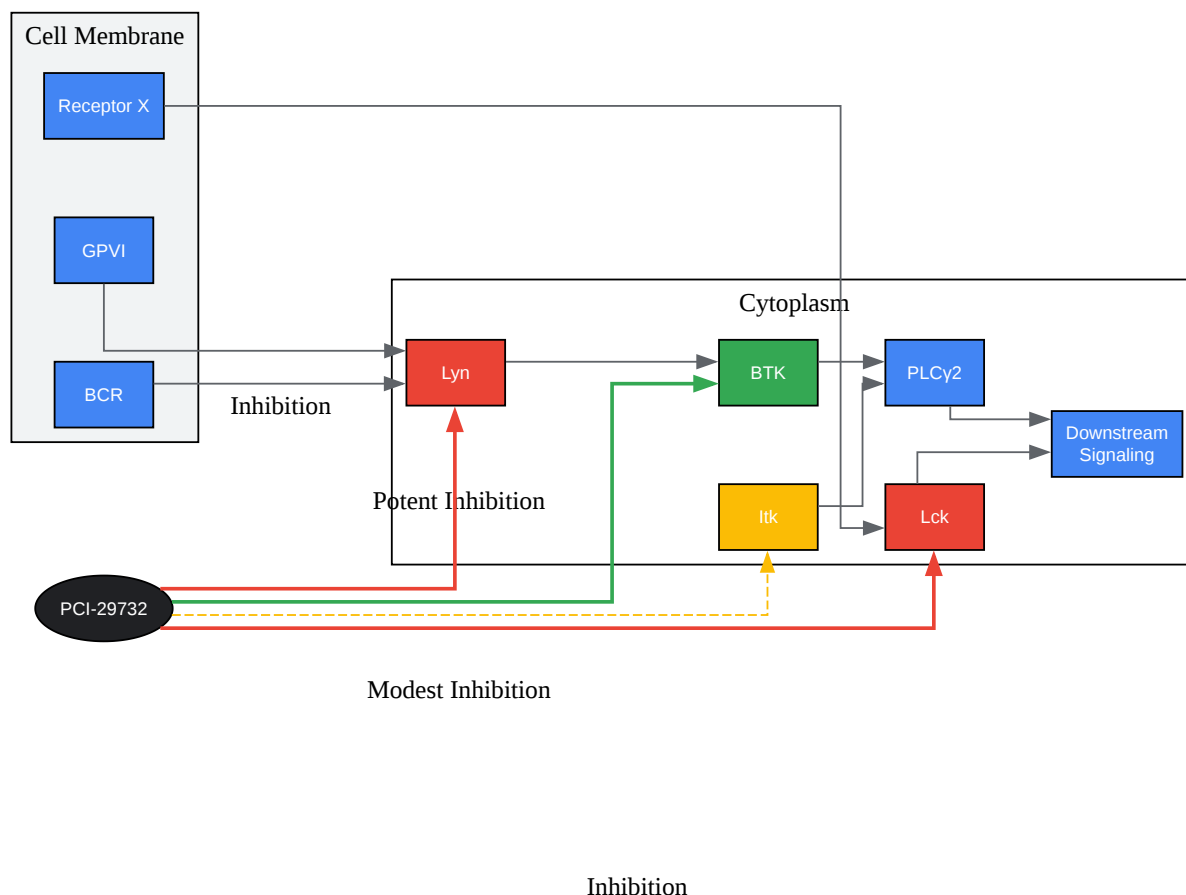 Cell Membrane
Receptor X
GPVI
BCR
Inhibition
Cytoplasm
Lyn
BTK
PLCγ2
Downstream
Signaling
Potent Inhibition
Itk
Lck
PCI-29732
Modest Inhibition
Inhibition